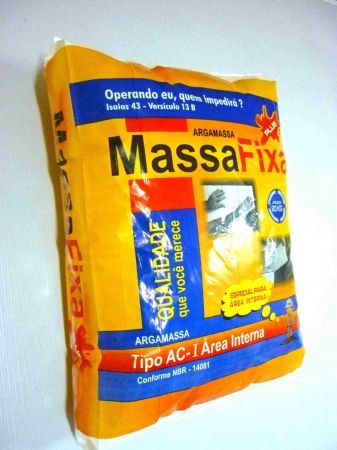 Operando eu, quem impedirá ?
Isaias 43 - Versículo 13 B
PLUS
ARGAMASSA
MassaFixa
QUALIDADE
que você merece
ESPECIAL PARA
ÁREA INTERNA
ARGAMASSA
Tipo AC-I Área Interna
Conforme NBR - 14081
MassaFixa